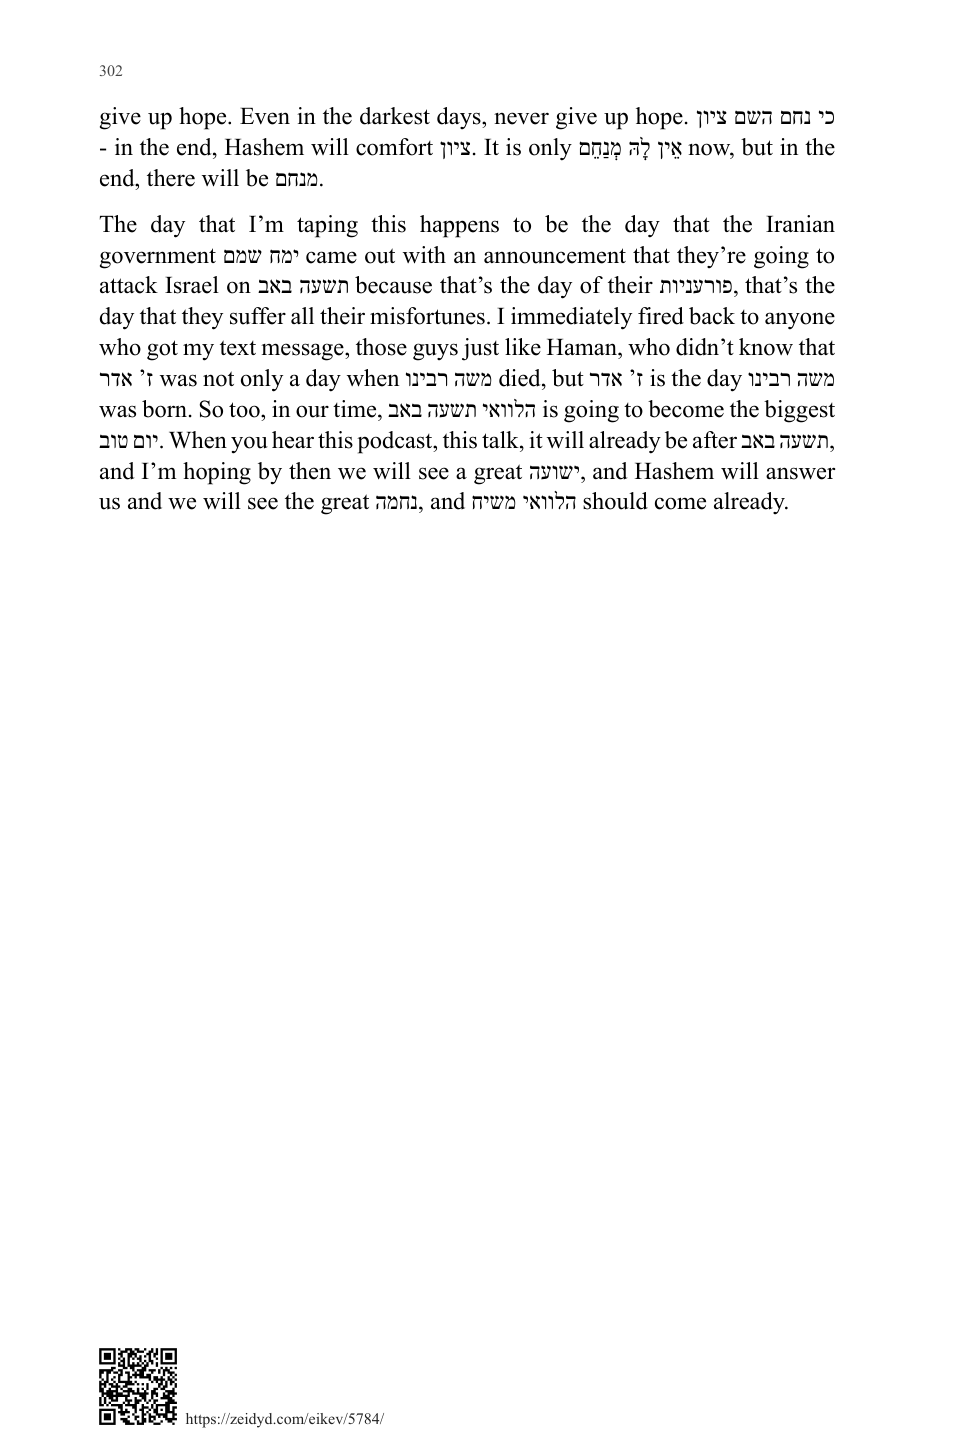 302
give up hope. Even in the darkest days, never give up hope. כי נחם השם ציון
- in the end, Hashem will comfort ציון. It is only אֵין לָהּ מְנַחֵם now, but in the
end, there will be מנחם.
The day that I’m taping this happens to be the day that the Iranian
government ימח שמם came out with an announcement that they’re going to
attack Israel on תשעה באב because that’s the day of their פורעניות, that’s the
day that they suffer all their misfortunes. I immediately fired back to anyone
who got my text message, those guys just like Haman, who didn’t know that
ז’ אדר was not only a day when משה רבינו died, but ז’ אדר is the day משה רבינו
was born. So too, in our time, הלוואי תשעה באב is going to become the biggest
יום טוב. When you hear this podcast, this talk, it will already be after תשעה באב,
and I’m hoping by then we will see a great ישועה, and Hashem will answer
us and we will see the great נחמה, and הלוואי משיח should come already.
https://zeidyd.com/eikev/5784/